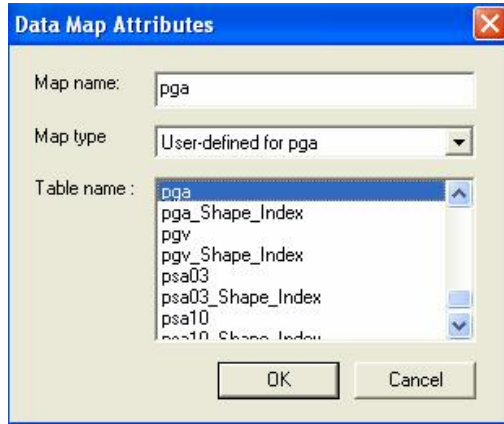 Data Map Attributes
Map name:
pga
Map type
User-defined for pga
Table name :
pga
pga_Shape_Index
pgv
pgv_Shape_Index
psa03
psa03_Shape_Index
psa10
psa10_Shape_Index
OK
Cancel